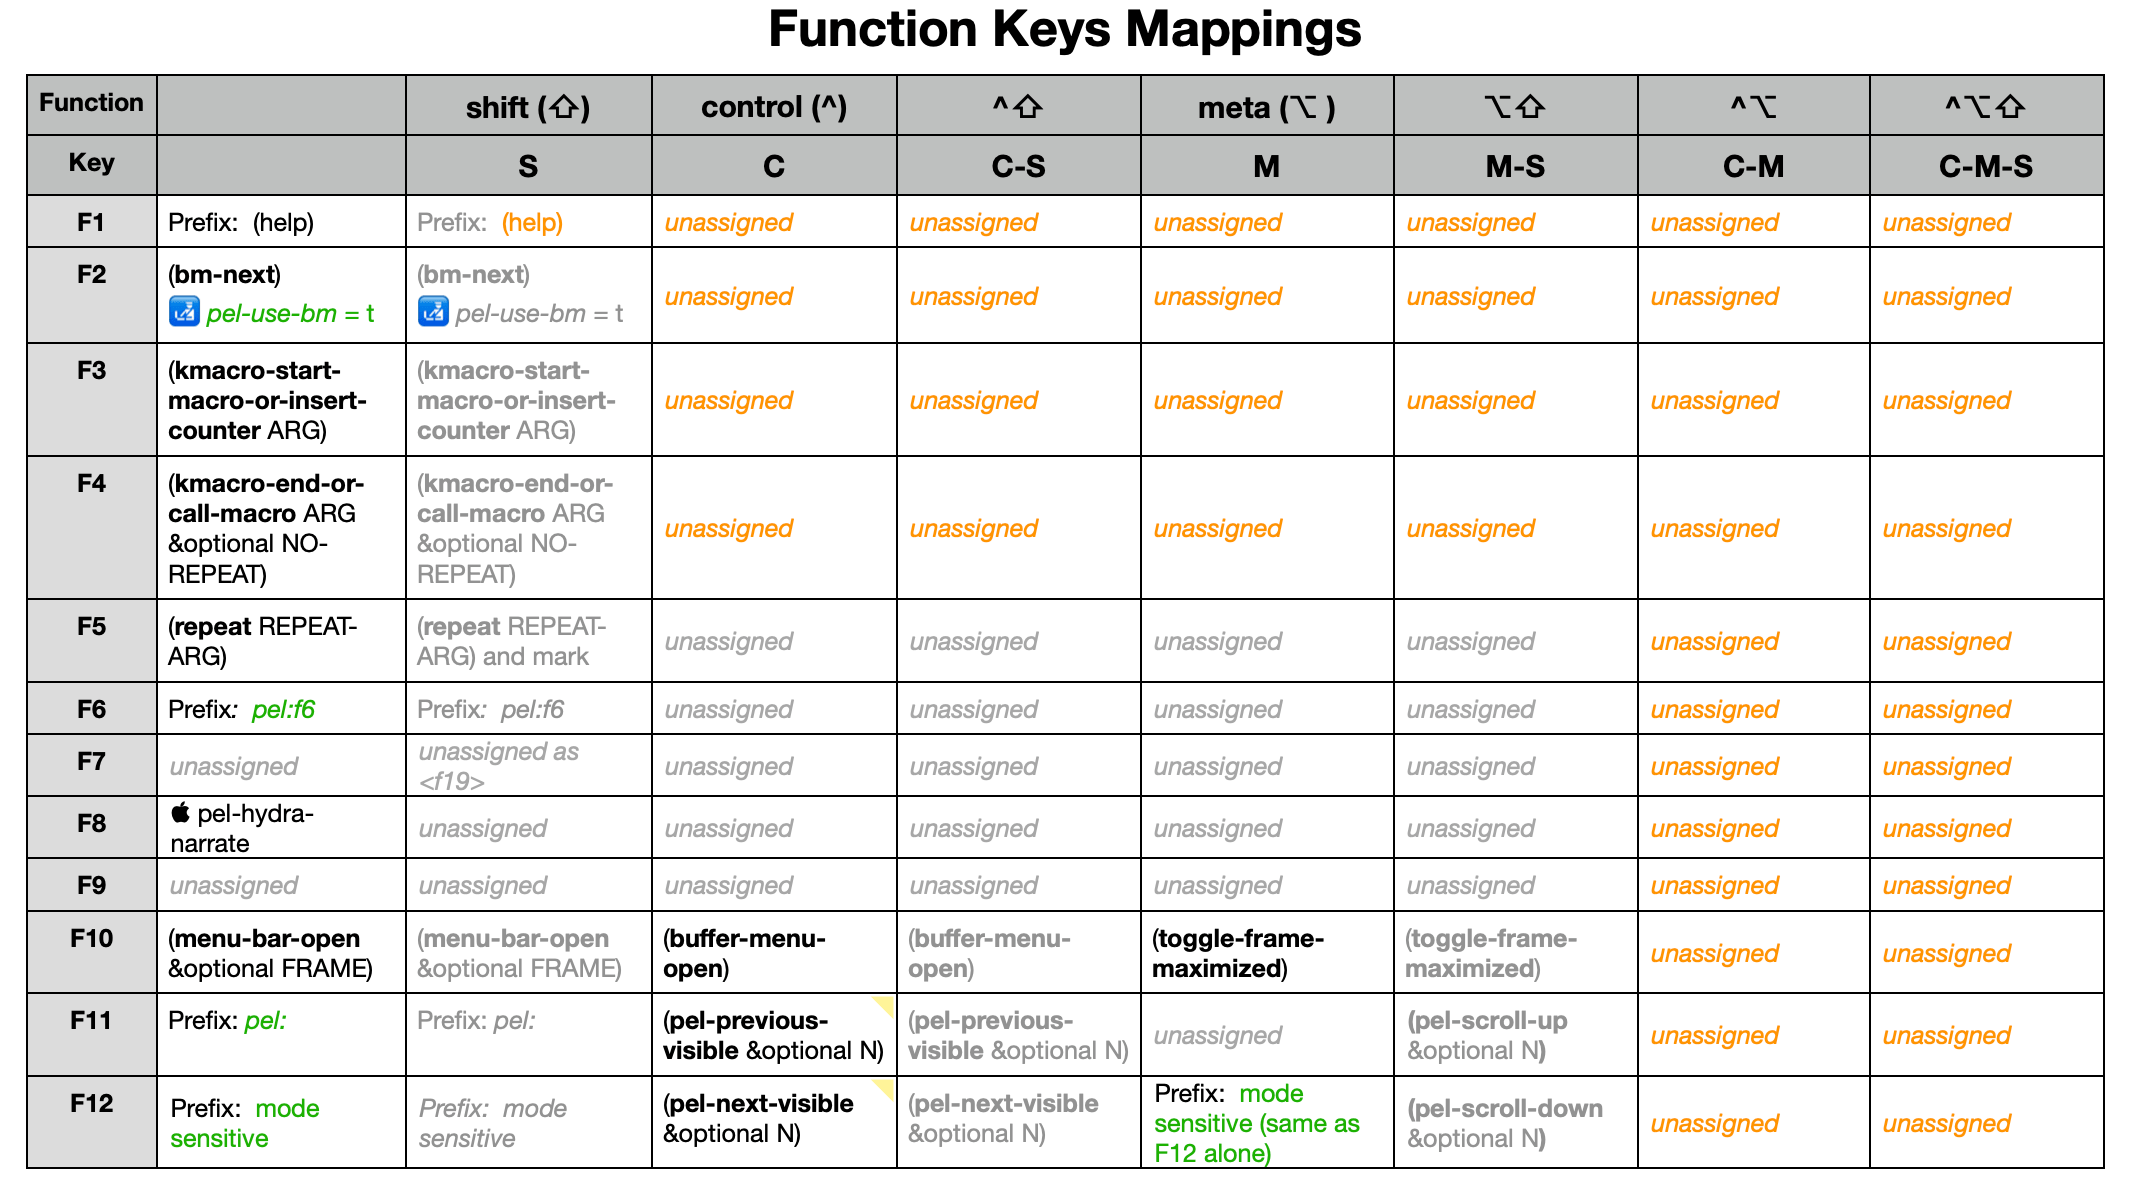 Function Keys Mappings
Function shift (⇧) control (^) ^⇧ meta (⌥ ) ⌥⇧ ^⌥ ^⌥⇧
Key S C C-S M M-S C-M C-M-S
F1 Prefix: (help) Prefix: (help) unassigned unassigned unassigned unassigned unassigned unassigned
F2 (bm-next) (bm-next)
pel-use-bm = t pel-use-bm = t unassigned unassigned unassigned unassigned unassigned unassigned
F3 (kmacro-start- (kmacro-start-
macro-or-insert- macro-or-insert- unassigned unassigned unassigned unassigned unassigned unassigned
counter ARG) counter ARG)
F4 (kmacro-end-or- (kmacro-end-or-
call-macro ARG call-macro ARG unassigned unassigned unassigned unassigned unassigned unassigned
&optional NO- &optional NO-
REPEAT) REPEAT)
F5 (repeat REPEAT- (repeat REPEAT- unassigned unassigned unassigned unassigned unassigned unassigned
ARG) ARG) and mark
F6 Prefix: pel:f6 Prefix: pel:f6 unassigned unassigned unassigned unassigned unassigned unassigned
F7 unassigned unassigned as unassigned unassigned unassigned unassigned unassigned unassigned
<f19>
F8 pel-hydra- unassigned unassigned unassigned unassigned unassigned unassigned unassigned
narrate
F9 unassigned unassigned unassigned unassigned unassigned unassigned unassigned unassigned
F10 (menu-bar-open (menu-bar-open (buffer-menu- (buffer-menu- (toggle-frame- (toggle-frame- unassigned unassigned
&optional FRAME) &optional FRAME) open) open) maximized) maximized)
F11 Prefix: pel: Prefix: pel: (pel-previous- (pel-previous- unassigned (pel-scroll-up unassigned unassigned
visible &optional N) visible &optional N) &optional N)
F12 Prefix: mode Prefix: mode (pel-next-visible (pel-next-visible Prefix: mode (pel-scroll-down unassigned unassigned
sensitive sensitive &optional N) &optional N) sensitive (same as &optional N)
F12 alone)